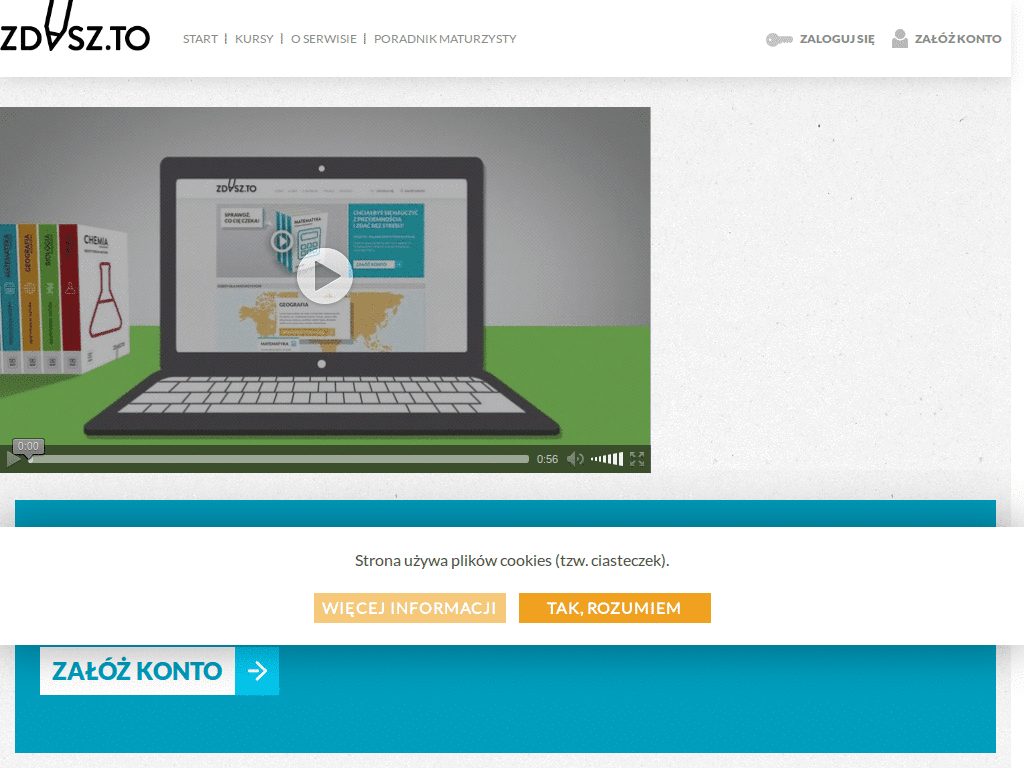 ZDASZ.TO
START
KURSY
O SERWISIE
PORADNIK MATURZYSTY
ZALOGUJ SIĘ
ZAŁÓŻ KONTO
ZDASZ.TO
SPRAWDŹ,
CO CIĘ CZEKA!
MATEMATYKA
CHCIAŁBYŚ SIĘ NAUCZYĆ
Z PRZYJEMNOŚCIĄ
I ZDAĆ BEZ STRESU?
ZAŁÓŻ KONTO
GEOGRAFIA
MATEMATYKA
MATEMATYKA
GEOGRAFIA
BIOLOGIA
CHEMIA
0:00
0:56
Strona używa plików cookies (tzw. ciasteczek).
WIĘCEJ INFORMACJI
TAK, ROZUMIEM
ZAŁÓŻ KONTO